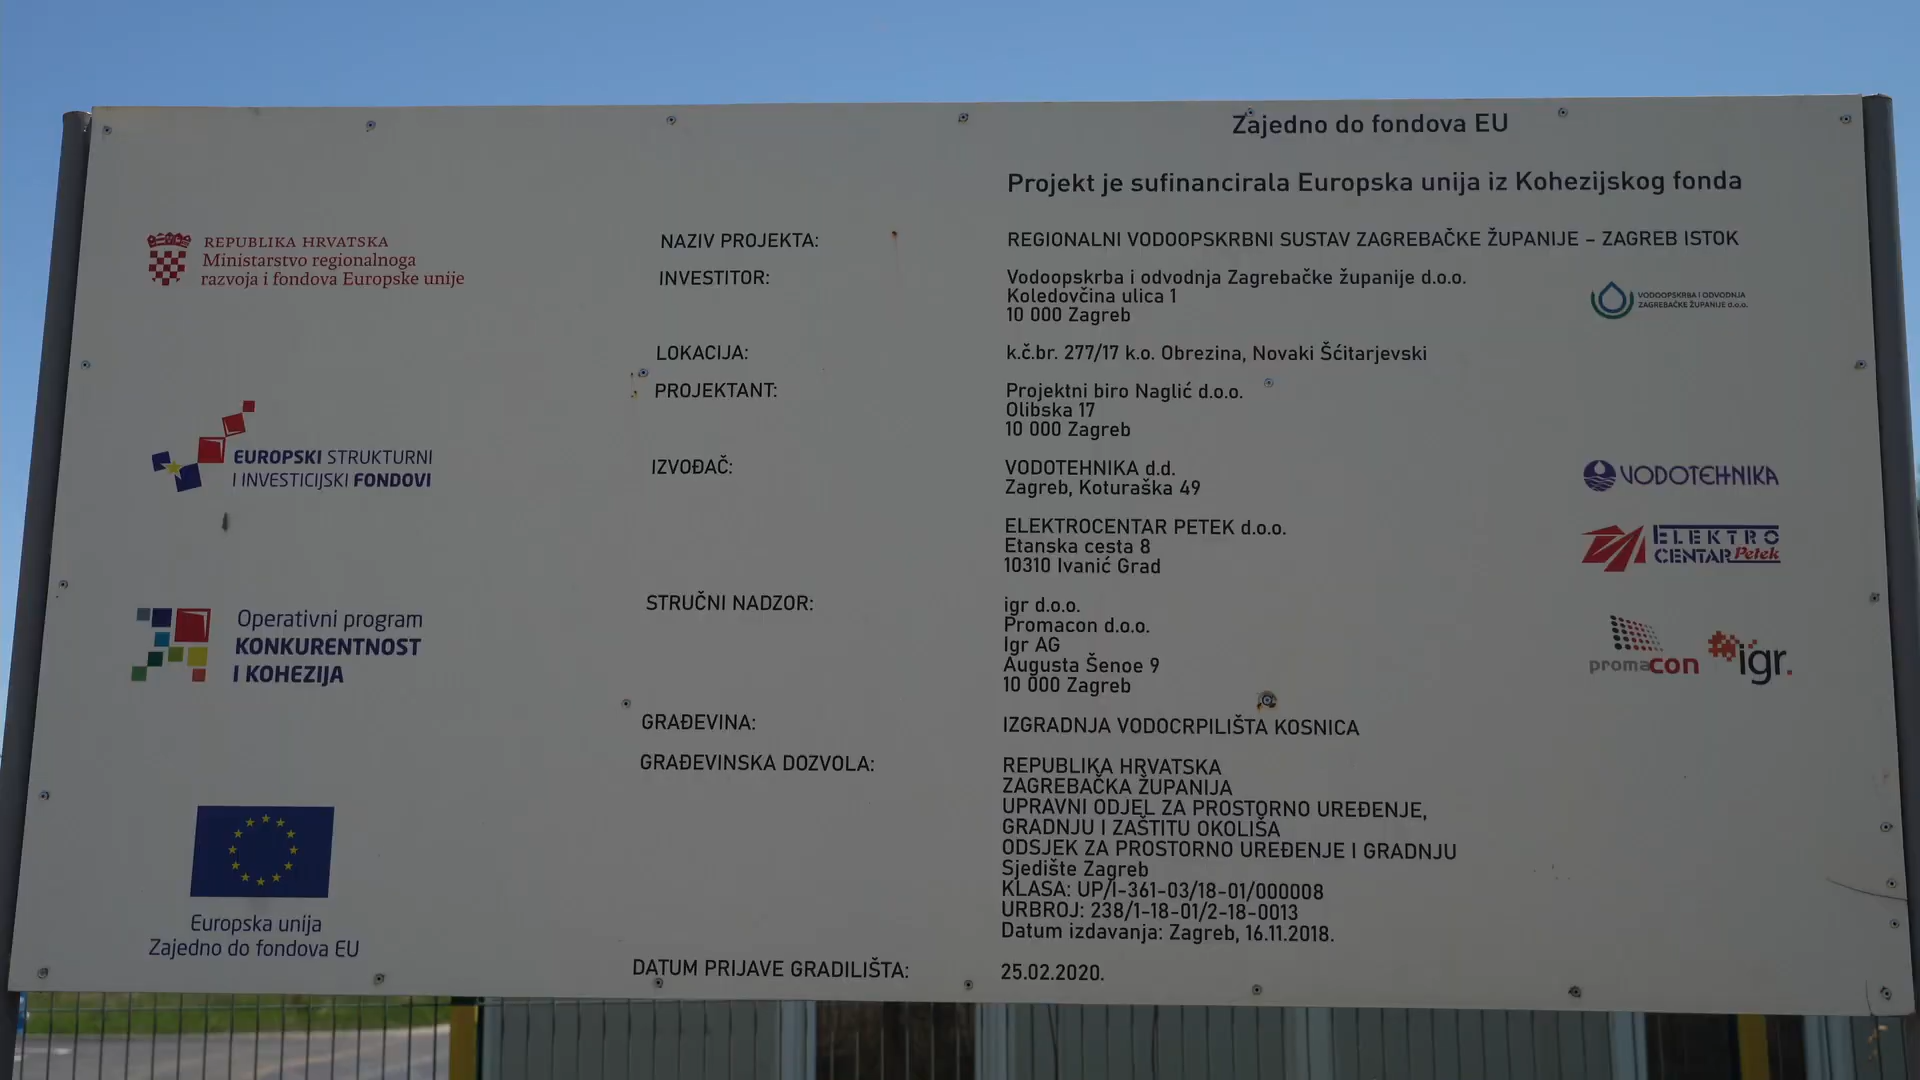 Zajedno do fondova EU
Projekt je sufinancirala Europska unija iz Kohezijskog fonda
REPUBLIKA HRVATSKA
Ministarstvo regionalnoga
razvoja i fondova Europske unije
EUROPSKI STRUKTURNI
I INVESTICIJSKI FONDOVI
Operativni program
KONKURENTNOST
I KOHEZIJA
Europska unija
Zajedno do fondova EU
NAZIV PROJEKTA:
REGIONALNI VODOOPSKRBNI SUSTAV ZAGREBAČKE ŽUPANIJE – ZAGREB ISTOK
INVESTITOR:
Vodoopskrba i odvodnja Zagrebačke županije d.o.o.
Koledovčina ulica 1
10 000 Zagreb
VODOOPSKRBA I ODVODNJA
ZAGREBAČKE ŽUPANIJE d.o.o.
LOKACIJA:
k.č.br. 277/17 k.o. Obrezina, Novaki Šćitarjevski
PROJEKTANT:
Projektni biro Naglić d.o.o.
Olibska 17
10 000 Zagreb
IZVOĐAČ:
VODOTEHNIKA d.d.
Zagreb, Koturaška 49
VODOTEHNIKA
ELEKTROCENTAR PETEK d.o.o.
Etanska cesta 8
10310 Ivanić Grad
ELEKTRO
CENTAR Petek
STRUČNI NADZOR:
igr d.o.o.
Promacon d.o.o.
Igr AG
Augusta Šenoe 9
10 000 Zagreb
promacon
igr.
GRAĐEVINA:
IZGRADNJA VODOCRPILIŠTA KOSNICA
GRAĐEVINSKA DOZVOLA:
REPUBLIKA HRVATSKA
ZAGREBAČKA ŽUPANIJA
UPRAVNI ODJEL ZA PROSTORNO UREĐENJE,
GRADNJU I ZAŠTITU OKOLIŠA
ODSJEK ZA PROSTORNO UREĐENJE I GRADNJU
Sjedište Zagreb
KLASA: UP/I-361-03/18-01/000008
URBROJ: 238/1-18-01/2-18-0013
Datum izdavanja: Zagreb, 16.11.2018.
DATUM PRIJAVE GRADILIŠTA:
25.02.2020.